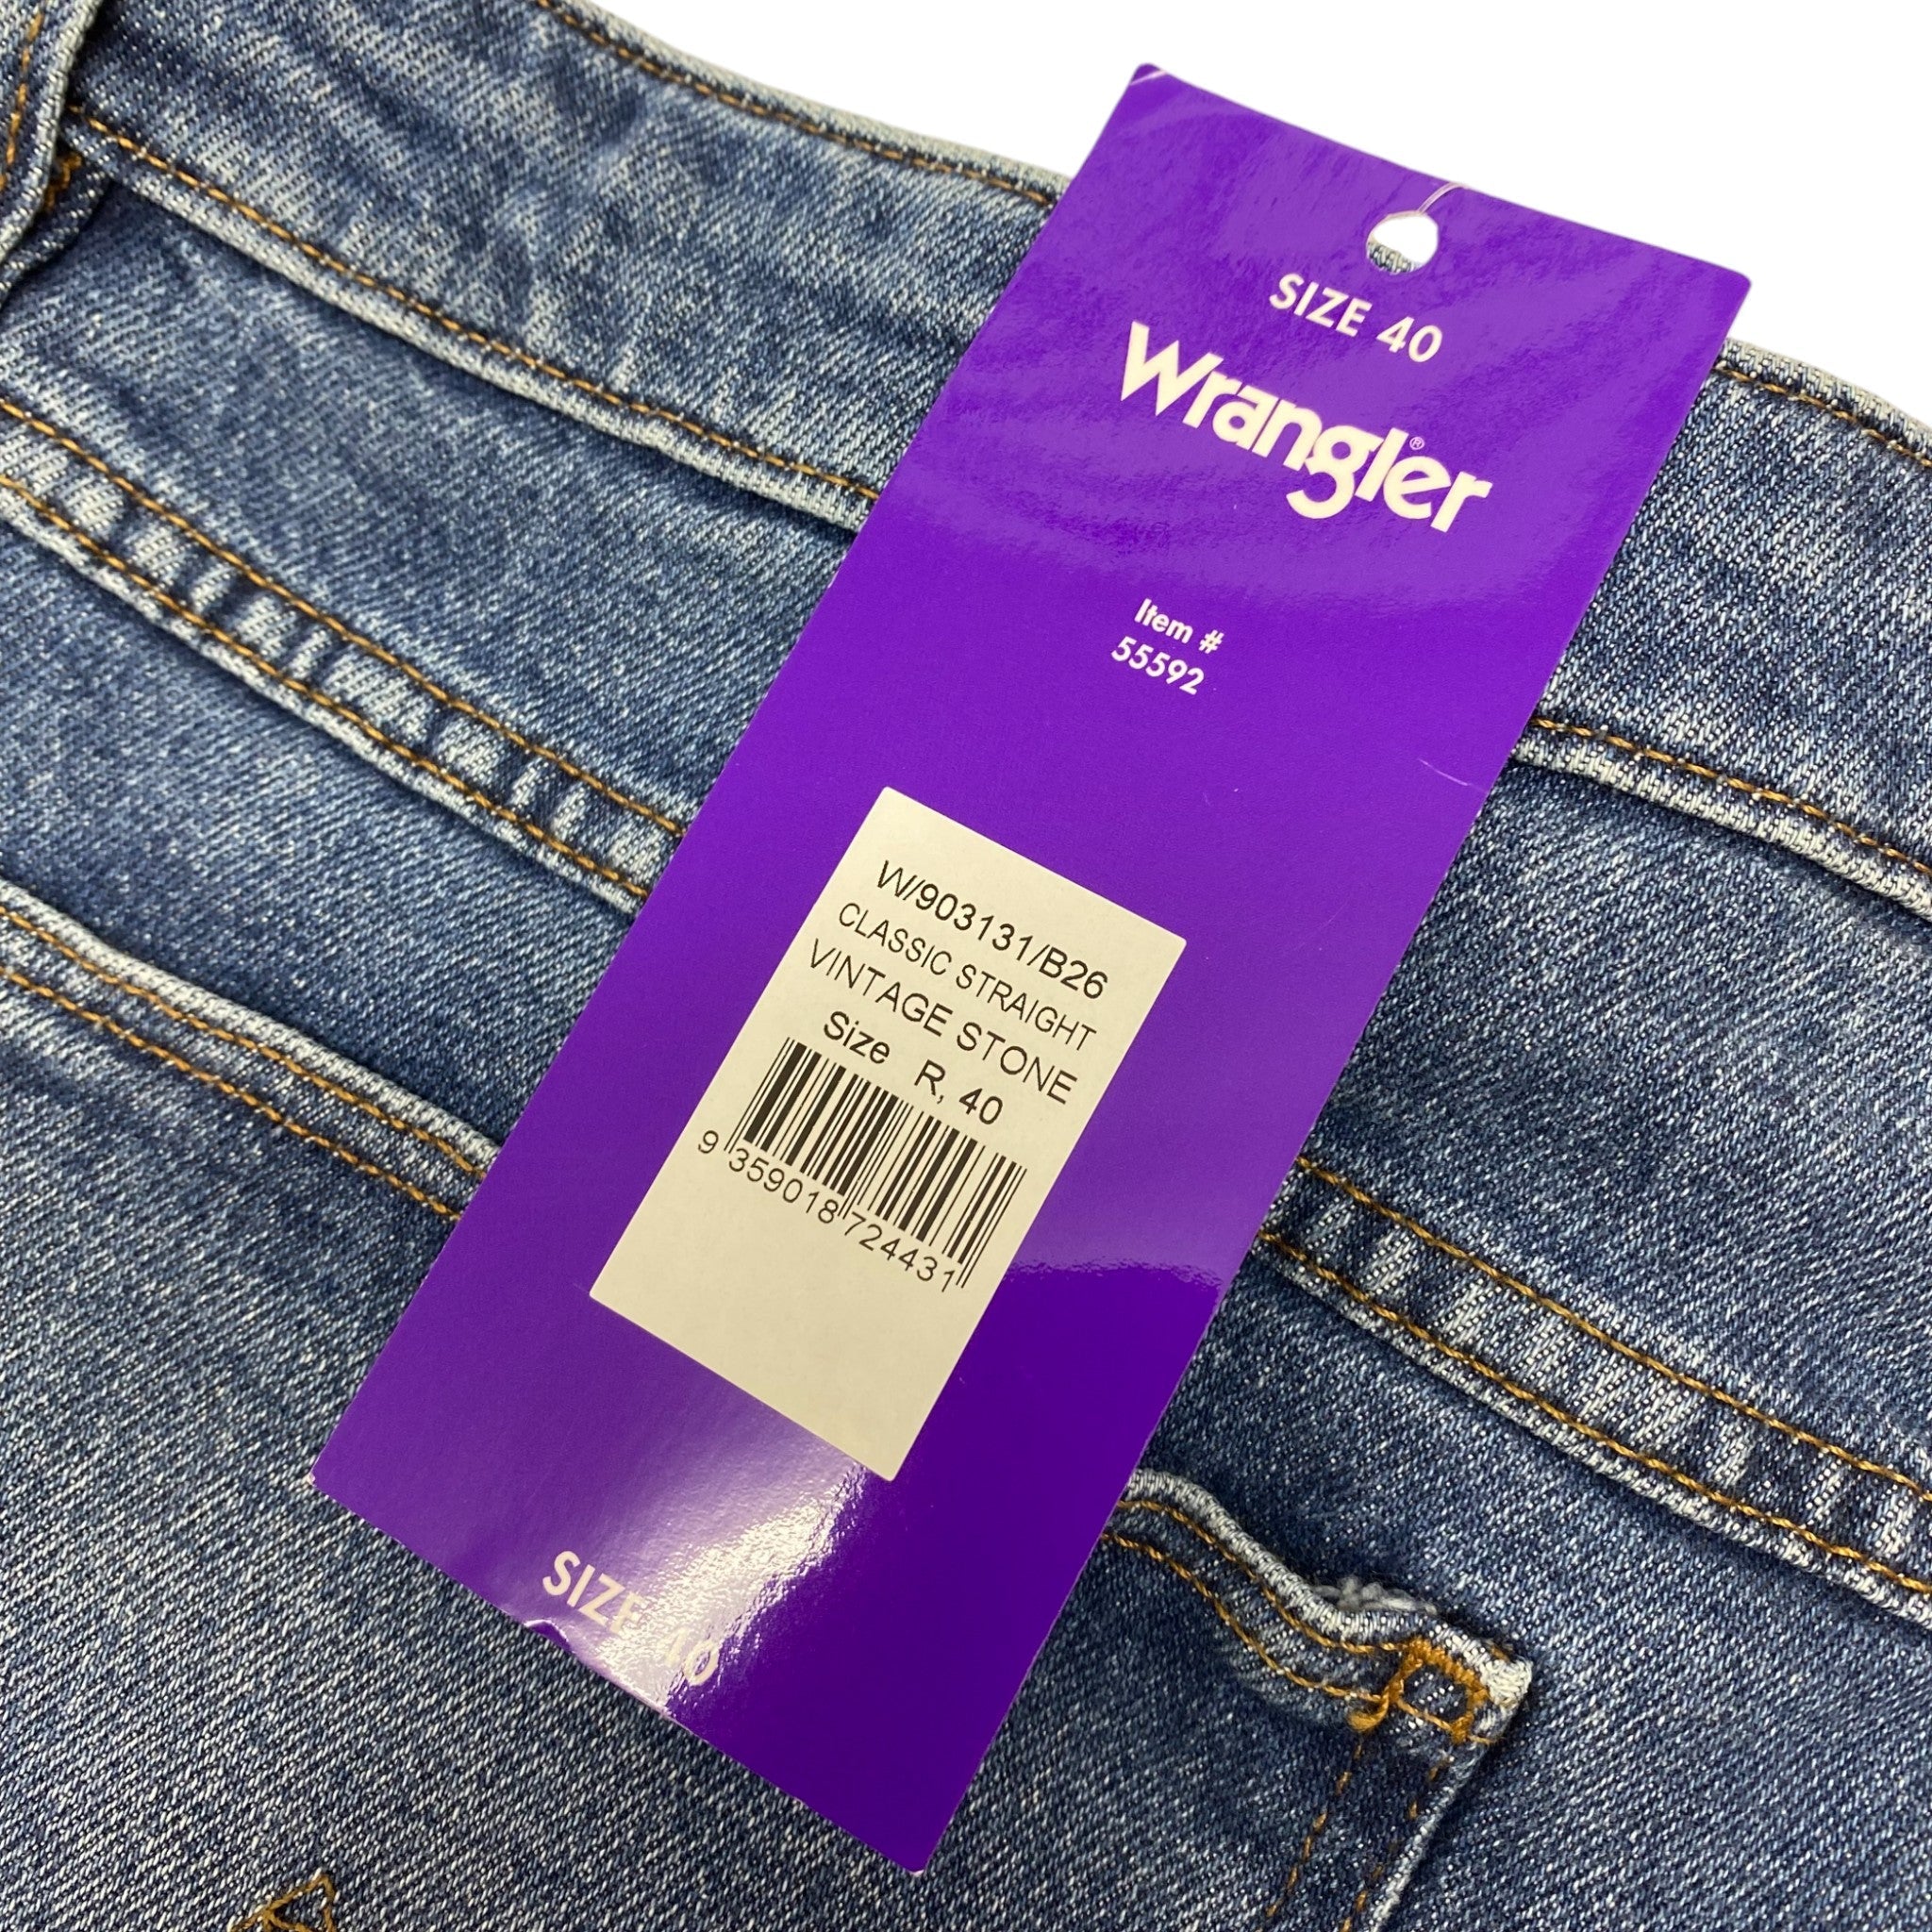 SIZE 40
Wrangler®
Item #
55592
W/903131/B26
CLASSIC STRAIGHT
VINTAGE STONE
Size R, 40
9 359018 724431
SIZE 40